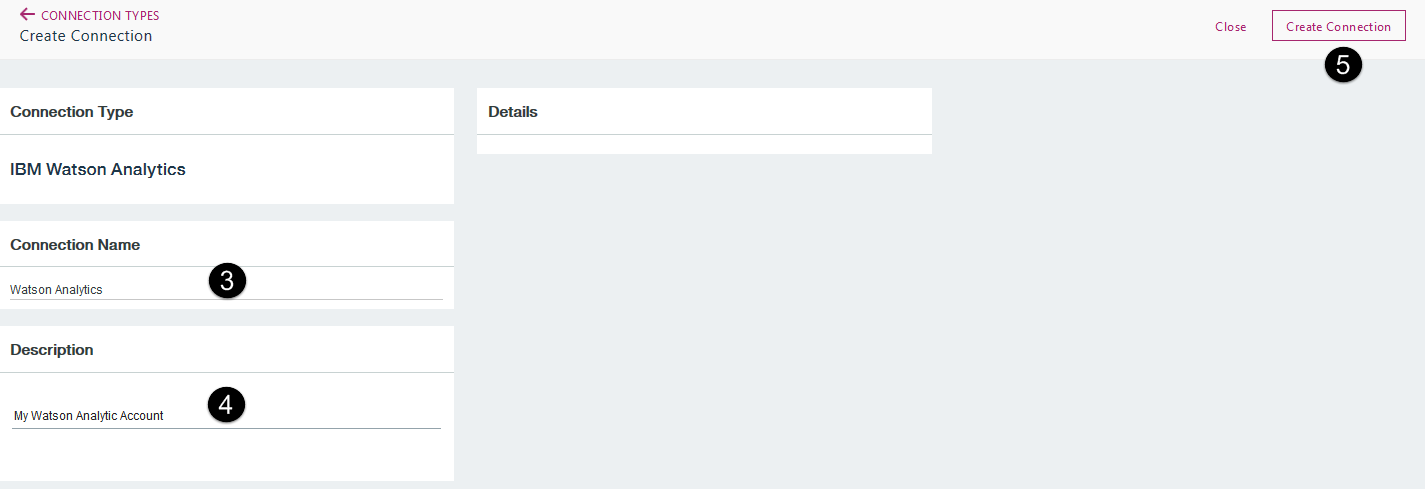 CONNECTION TYPES
Create Connection
Close
Create Connection
5
Connection Type
IBM Watson Analytics
Connection Name
Watson Analytics
3
Description
My Watson Analytic Account
4
Details